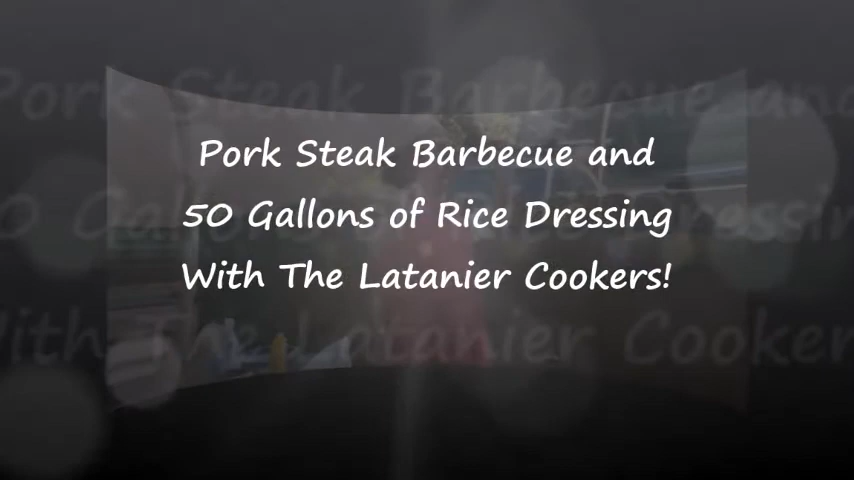 Pork Steak Barbecue and
50 Gallons of Rice Dressing
With The Latanier Cookers!